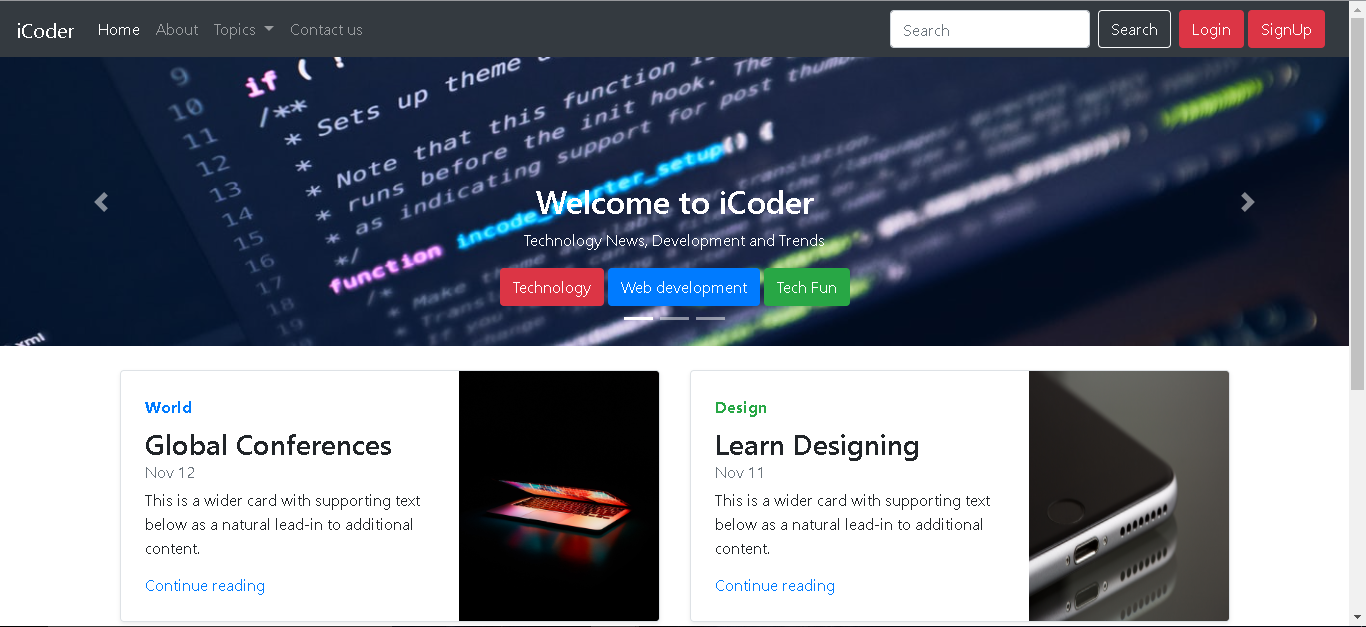 iCoder Home About Topics Contact us Search Search Login SignUp
9 if ( !
10 /**
11 * Sets up theme
12 *
13 * Note that this function
14 * runs before the init hook. The
15 * as indicating support for post thumb
16 */
17 function incode_starter_setup() {
18 /*
19 * Make theme
Welcome to iCoder
Technology News, Development and Trends
Technology Web development Tech Fun
xml
World
Global Conferences
Nov 12
This is a wider card with supporting text
below as a natural lead-in to additional
content.
Continue reading
Design
Learn Designing
Nov 11
This is a wider card with supporting text
below as a natural lead-in to additional
content.
Continue reading